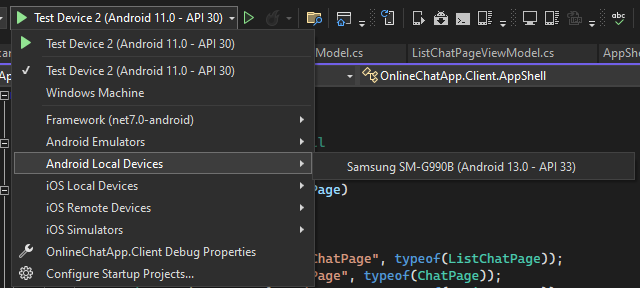 Test Device 2 (Android 11.0 - API 30)
Test Device 2 (Android 11.0 - API 30)
Model.cs
ListChatPageViewModel.cs
AppSh
Test Device 2 (Android 11.0 - API 30)
OnlineChatApp.Client.AppShell
Windows Machine
Framework (net7.0-android)
Android Emulators
Android Local Devices
Samsung SM-G990B (Android 13.0 - API 33)
iOS Local Devices
Page)
iOS Remote Devices
iOS Simulators
OnlineChatApp.Client Debug Properties
ChatPage", typeof(ListChatPage));
Configure Startup Projects...
Page", typeof(ChatPage));